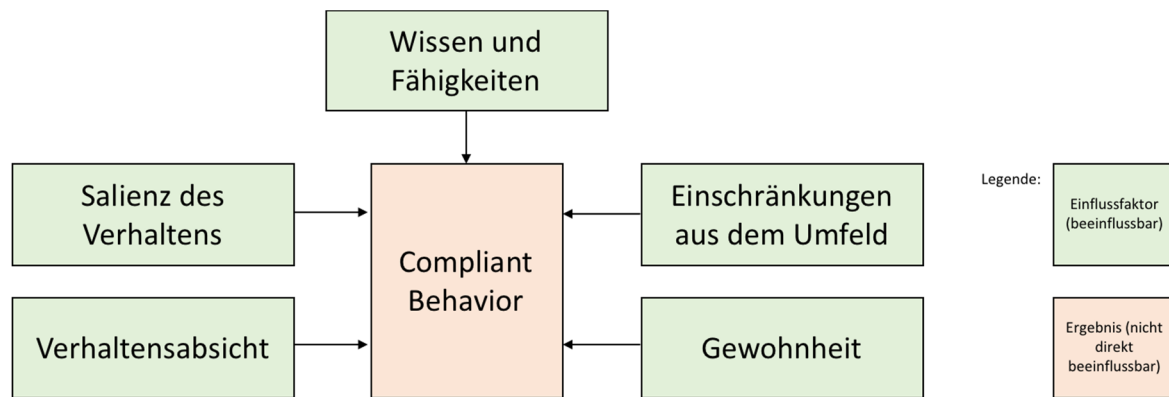 Wissen und
Fähigkeiten
Salienz des
Verhaltens
Compliant
Behavior
Einschränkungen
aus dem Umfeld
Verhaltensabsicht
Gewohnheit
Legende:
Einflussfaktor
(beeinflussbar)
Ergebnis (nicht
direkt
beeinflussbar)